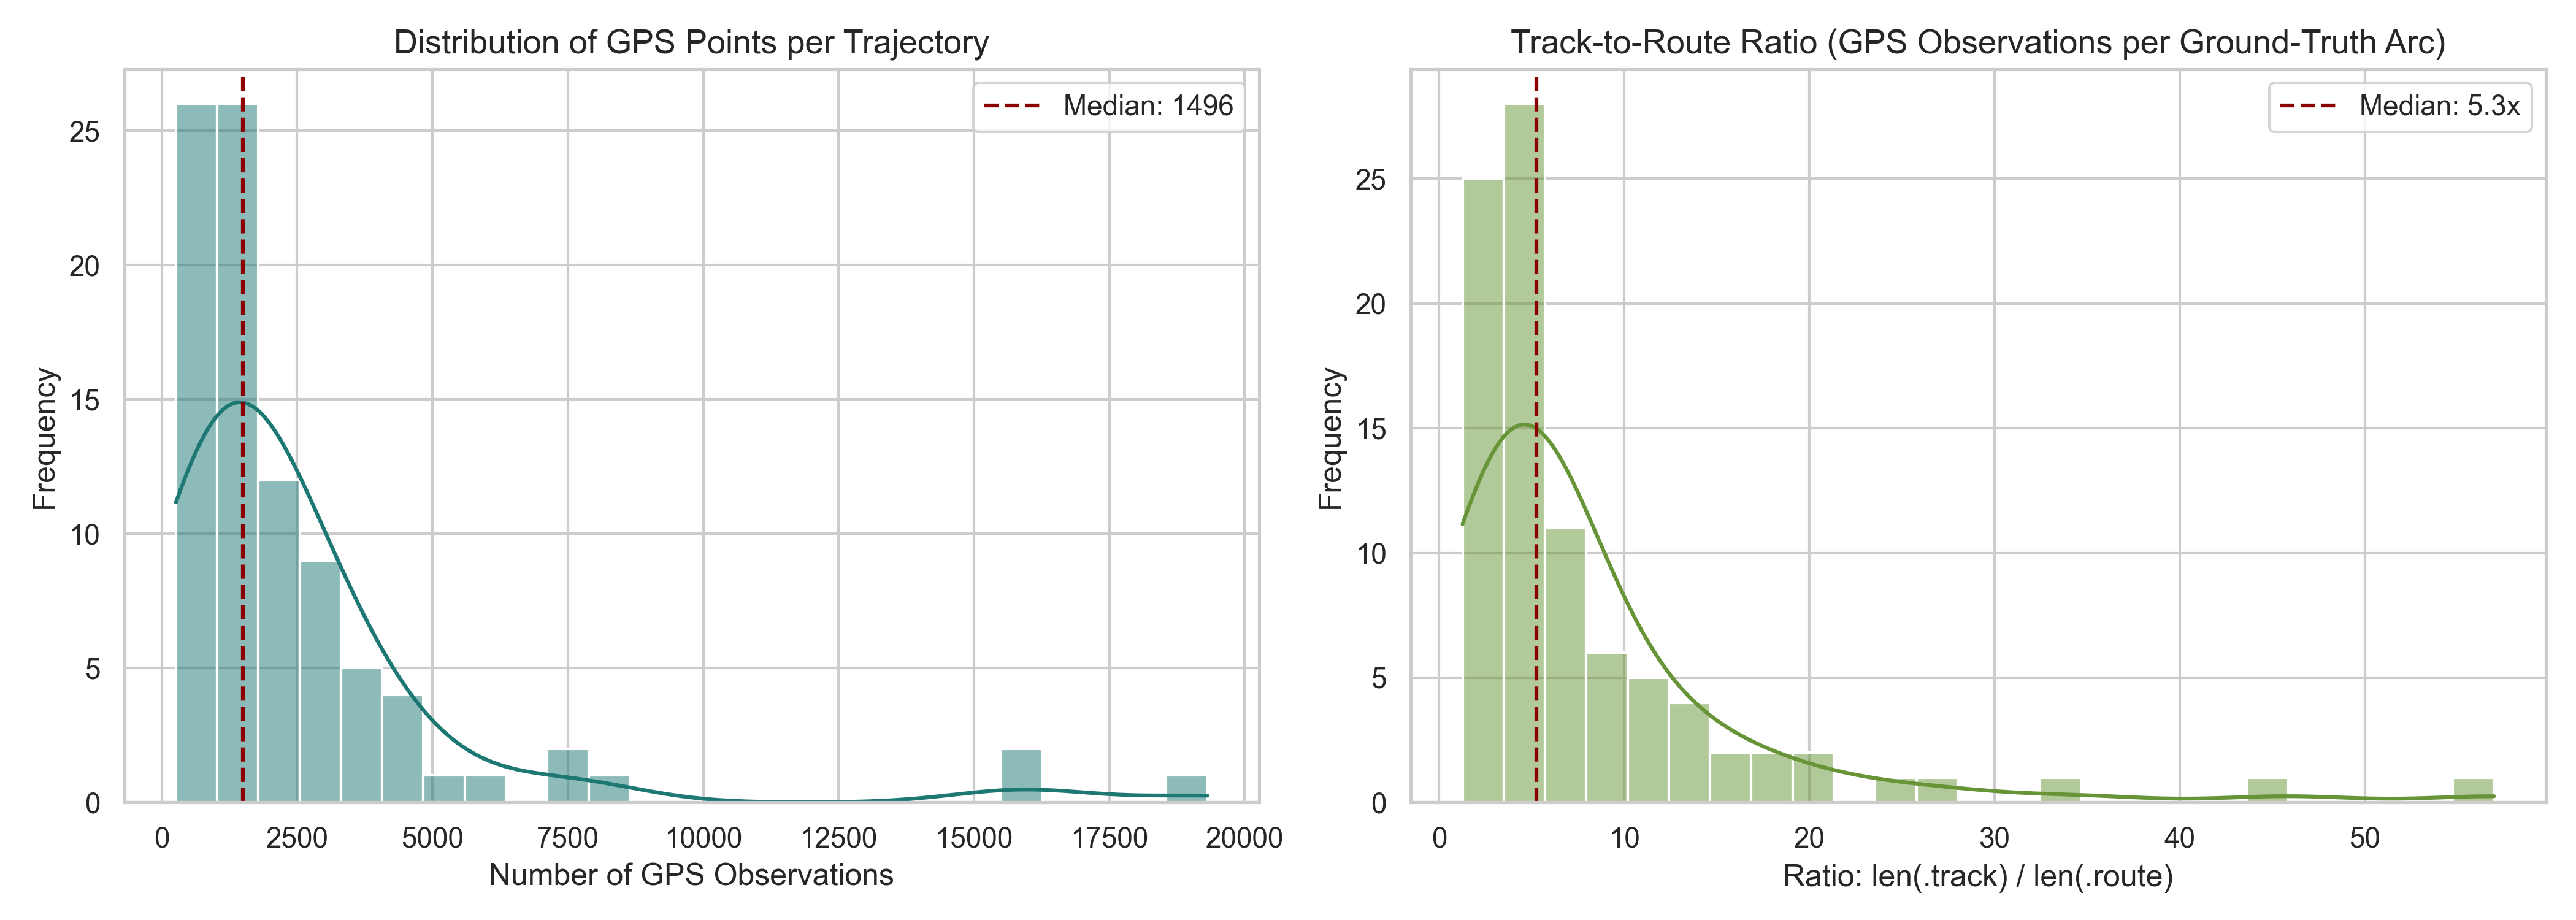 Distribution of GPS Points per Trajectory
Median: 1496
25
20
15
10
5
0
Frequency
0 2500 5000 7500 10000 12500 15000 17500 20000
Number of GPS Observations
Track-to-Route Ratio (GPS Observations per Ground-Truth Arc)
Median: 5.3x
25
20
15
10
5
0
Frequency
0 10 20 30 40 50
Ratio: len(.track) / len(.route)